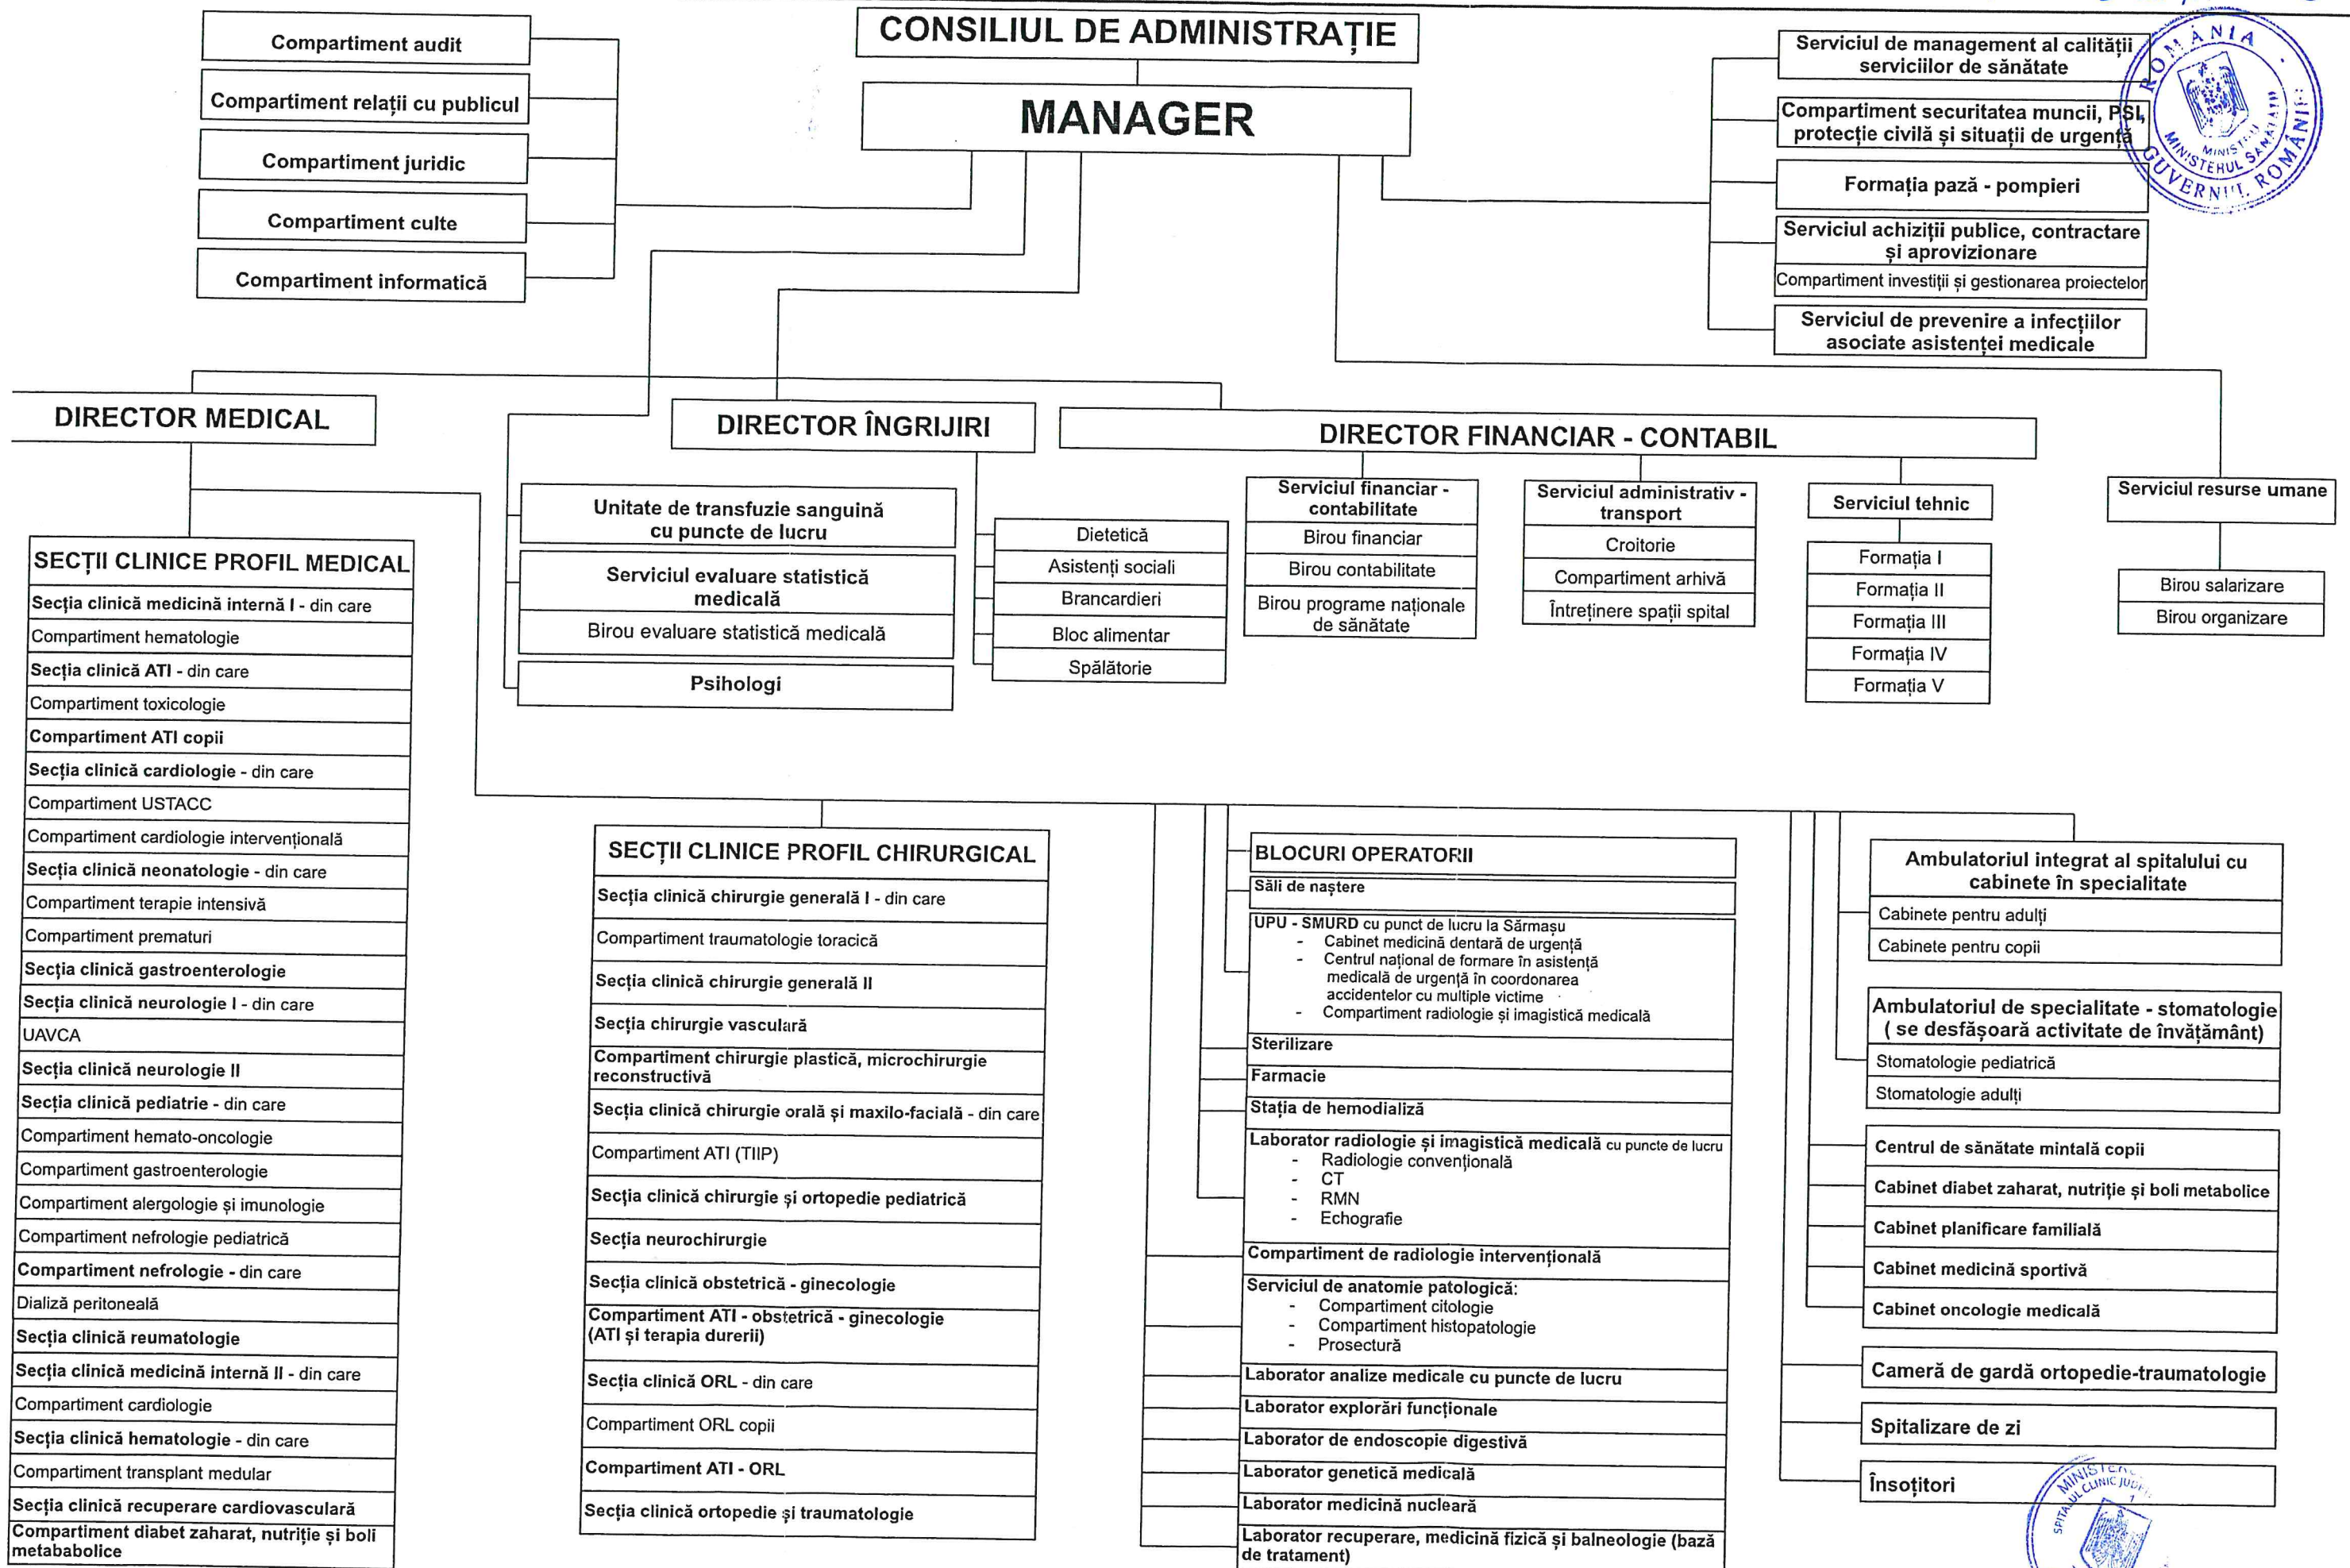 CONSILIUL DE ADMINISTRAȚIE
MANAGER
Compartiment audit
Compartiment relații cu publicul
Compartiment juridic
Compartiment culte
Compartiment informatică
Serviciul de management al calității
serviciilor de sănătate
Compartiment securitatea muncii, PSI,
protecție civilă și situații de urgență
Formația pază - pompieri
Serviciul achiziții publice, contractare
și aprovizionare
Compartiment investiții și gestionarea proiectelor
Serviciul de prevenire a infecțiilor
asociate asistenței medicale
ROMÂNIA
MINISTERUL SĂNĂTĂȚII
GUVERNUL ROMÂNIEI
DIRECTOR MEDICAL
DIRECTOR ÎNGRIJIRI
DIRECTOR FINANCIAR - CONTABIL
Unitate de transfuzie sanguină
cu puncte de lucru
Serviciul evaluare statistică
medicală
Birou evaluare statistică medicală
Psihologi
Dietetică
Asistenți sociali
Brancardieri
Bloc alimentar
Spălătorie
Serviciul financiar -
contabilitate
Birou financiar
Birou contabilitate
Birou programe naționale
de sănătate
Serviciul administrativ -
transport
Croitorie
Compartiment arhivă
Întreținere spații spital
Serviciul tehnic
Formația I
Formația II
Formația III
Formația IV
Formația V
Serviciul resurse umane
Birou salarizare
Birou organizare
SECȚII CLINICE PROFIL MEDICAL
Secția clinică medicină internă I - din care
Compartiment hematologie
Secția clinică ATI - din care
Compartiment toxicologie
Compartiment ATI copii
Secția clinică cardiologie - din care
Compartiment USTACC
Compartiment cardiologie intervențională
Secția clinică neonatologie - din care
Compartiment terapie intensivă
Compartiment prematuri
Secția clinică gastroenterologie
Secția clinică neurologie I - din care
UAVCA
Secția clinică neurologie II
Secția clinică pediatrie - din care
Compartiment hemato-oncologie
Compartiment gastroenterologie
Compartiment alergologie și imunologie
Compartiment nefrologie pediatrică
Compartiment nefrologie - din care
Dializă peritoneală
Secția clinică reumatologie
Secția clinică medicină internă II - din care
Compartiment cardiologie
Secția clinică hematologie - din care
Compartiment transplant medular
Secția clinică recuperare cardiovasculară
Compartiment diabet zaharat, nutriție și boli
metababolice
SECȚII CLINICE PROFIL CHIRURGICAL
Secția clinică chirurgie generală I - din care
Compartiment traumatologie toracică
Secția clinică chirurgie generală II
Secția chirurgie vasculară
Compartiment chirurgie plastică, microchirurgie
reconstructivă
Secția clinică chirurgie orală și maxilo-facială - din care
Compartiment ATI (TIIP)
Secția clinică chirurgie și ortopedie pediatrică
Secția neurochirurgie
Secția clinică obstetrică - ginecologie
Compartiment ATI - obstetrică - ginecologie
(ATI și terapia durerii)
Secția clinică ORL - din care
Compartiment ORL copii
Compartiment ATI - ORL
Secția clinică ortopedie și traumatologie
BLOCURI OPERATORII
Săli de naștere
UPU - SMURD cu punct de lucru la Sărmașu
- Cabinet medicină dentară de urgență
- Centrul național de formare în asistență
medicală de urgență în coordonarea
accidentelor cu multiple victime
- Compartiment radiologie și imagistică medicală
Sterilizare
Farmacie
Stația de hemodializă
Laborator radiologie și imagistică medicală cu puncte de lucru
- Radiologie convențională
- CT
- RMN
- Echografie
Compartiment de radiologie intervențională
Serviciul de anatomie patologică:
- Compartiment citologie
- Compartiment histopatologie
- Prosectură
Laborator analize medicale cu puncte de lucru
Laborator explorări funcționale
Laborator de endoscopie digestivă
Laborator genetică medicală
Laborator medicină nucleară
Laborator recuperare, medicină fizică și balneologie (bază
de tratament)
Ambulatoriul integrat al spitalului cu
cabinete în specialitate
Cabinete pentru adulți
Cabinete pentru copii
Ambulatoriul de specialitate - stomatologie
( se desfășoară activitate de învățământ)
Stomatologie pediatrică
Stomatologie adulți
Centrul de sănătate mintală copii
Cabinet diabet zaharat, nutriție și boli metabolice
Cabinet planificare familială
Cabinet medicină sportivă
Cabinet oncologie medicală
Cameră de gardă ortopedie-traumatologie
Spitalizare de zi
Însoțitori
SPITALUL CLINIC